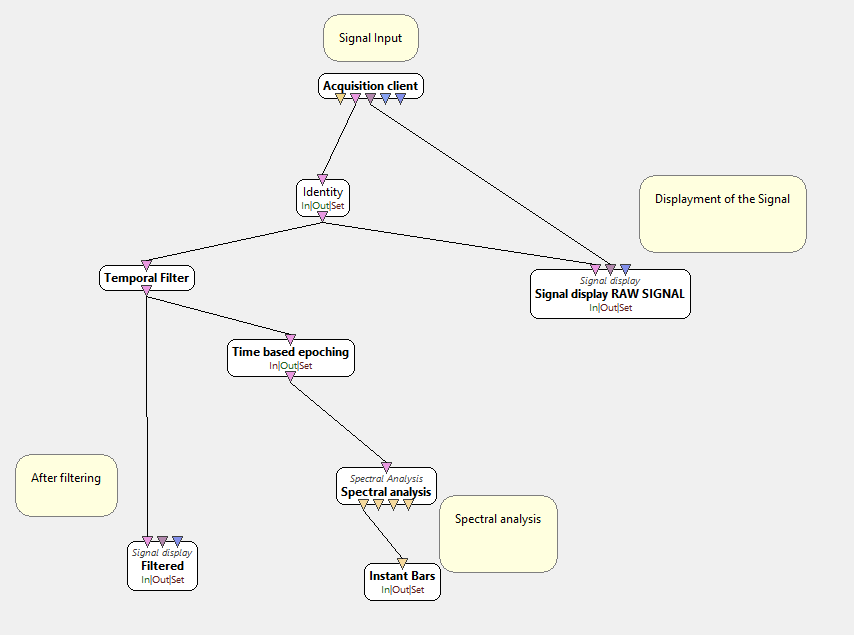 Signal Input
Acquisition client
Identity
In|Out|Set
Displayment of the Signal
Temporal Filter
Signal display
Signal display RAW SIGNAL
In|Out|Set
Time based epoching
In|Out|Set
After filtering
Spectral Analysis
Spectral analysis
Spectral analysis
Signal display
Filtered
In|Out|Set
Instant Bars
In|Out|Set